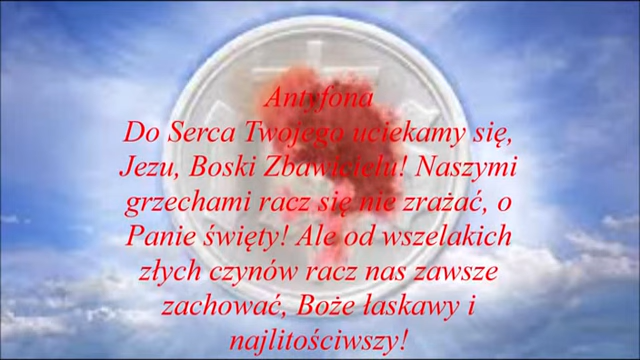 Antyfona
Do Serca Twojego uciekamy się,
Jezu, Boski Zbawicielu! Naszymi
grzechami racz się nie zrażać, o
Panie święty! Ale od wszelakich
złych czynów racz nas zawsze
zachować, Boże łaskawy i
najlitościwszy!